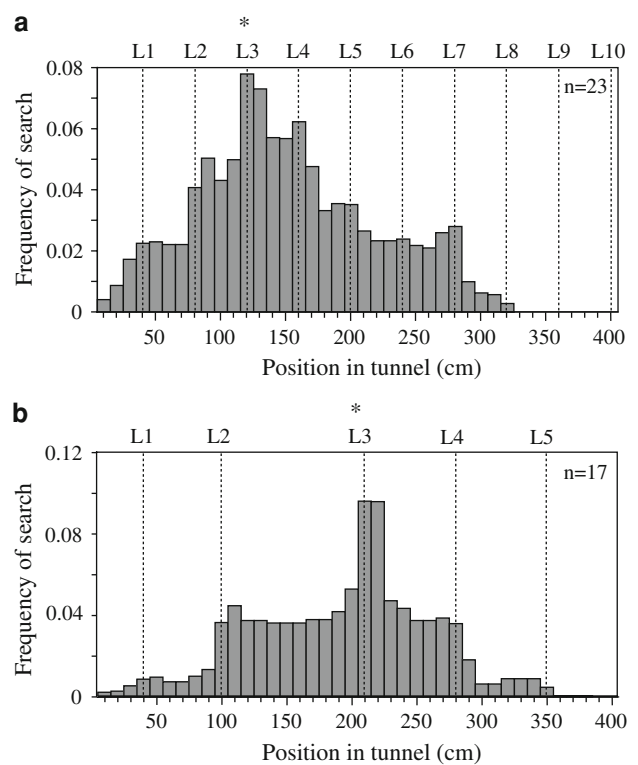 a
*
L1 L2 L3 L4 L5 L6 L7 L8 L9 L10
n=23
0.08
0.06
0.04
0.02
0
Frequency of search
50 100 150 200 250 300 350 400
Position in tunnel (cm)
b
*
L1 L2 L3 L4 L5
n=17
0.12
0.08
0.04
0
Frequency of search
50 100 150 200 250 300 350 400
Position in tunnel (cm)